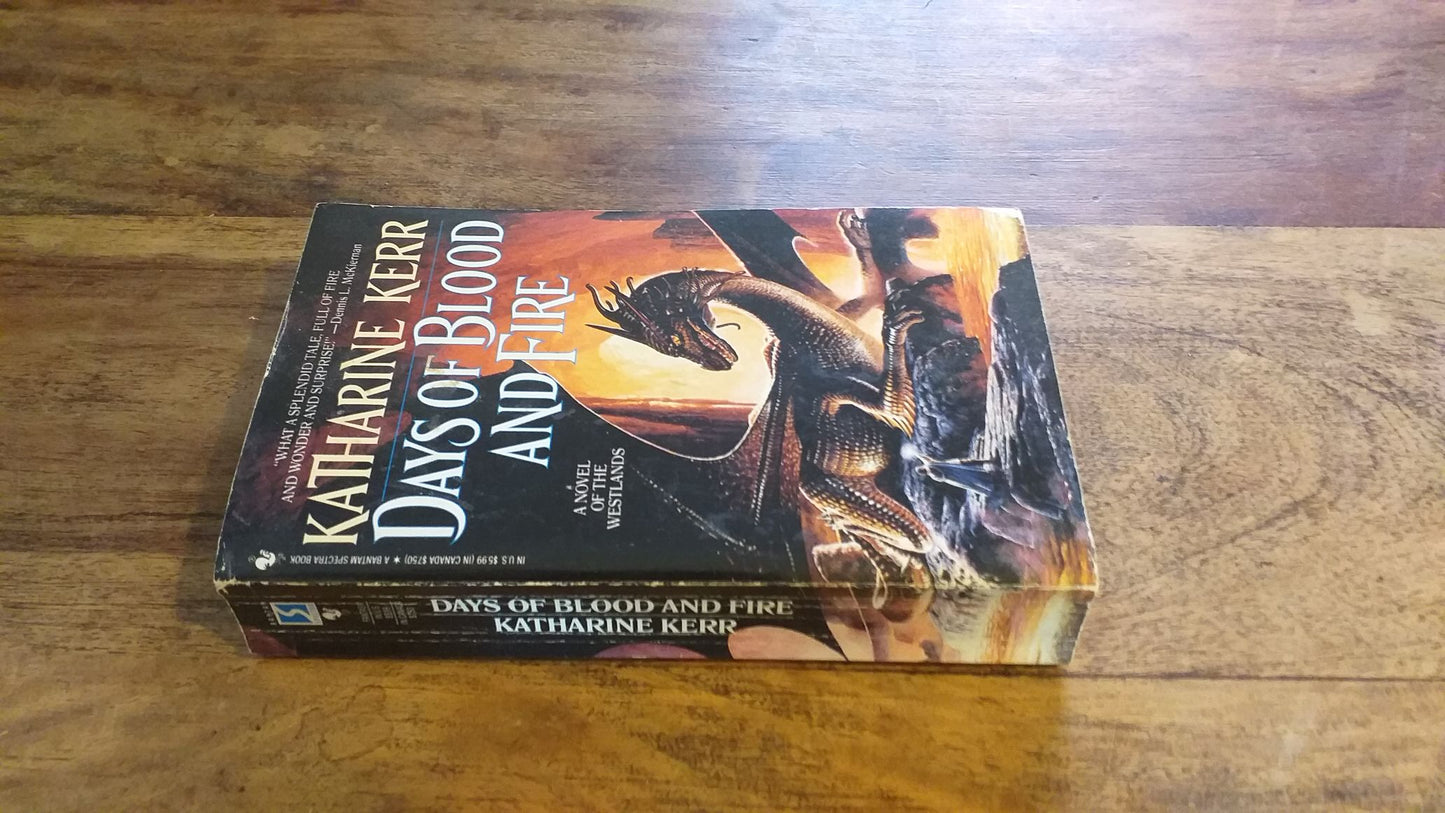 "WHAT A SPLENDID TALE, FULL OF FIRE
AND WONDER AND SURPRISE!" —Dennis L. McKiernan
KATHARINE KERR
DAYS OF BLOOD
AND FIRE
A NOVEL
OF THE
WESTLANDS
IN U.S. $5.99 (IN CANADA $7.50) ★ A BANTAM SPECTRA BOOK
DAYS OF BLOOD AND FIRE
KATHARINE KERR